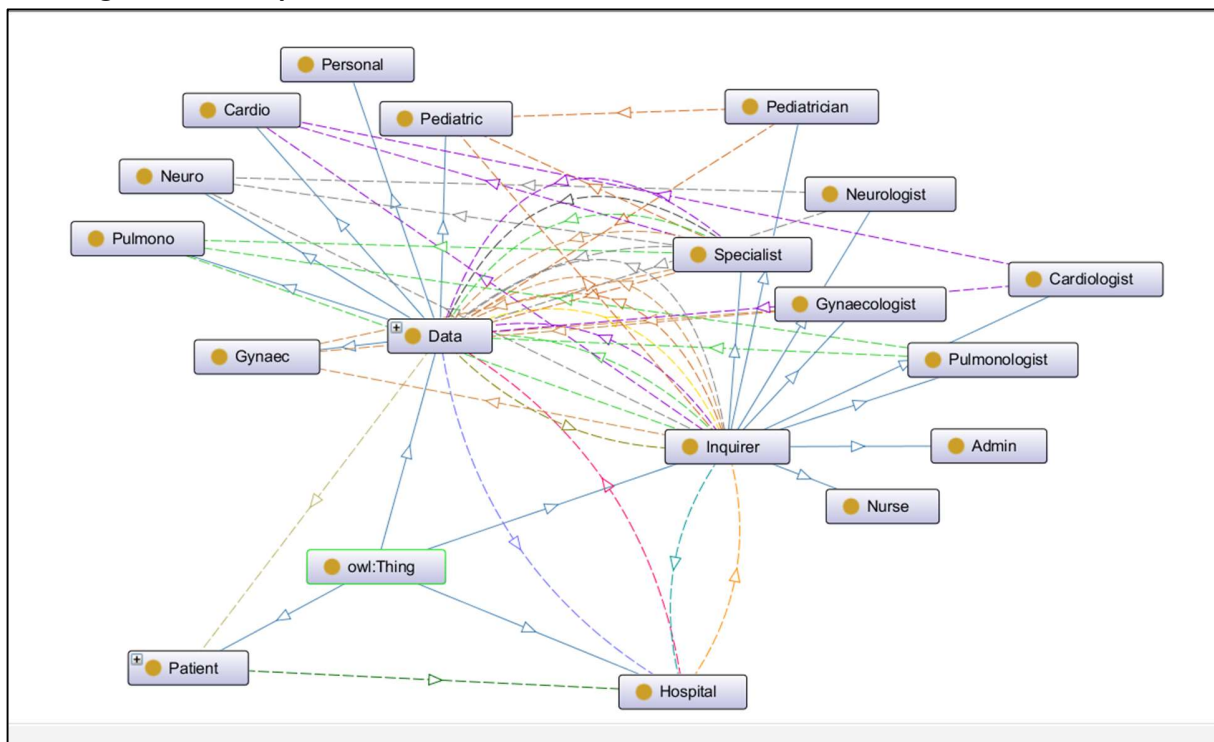 Personal
Cardio
Pediatric
Pediatrician
Neuro
Neurologist
Pulmono
Specialist
Cardiologist
Gynaecologist
Data
Gynaec
Pulmonologist
Inquirer
Admin
Nurse
owl:Thing
Patient
Hospital